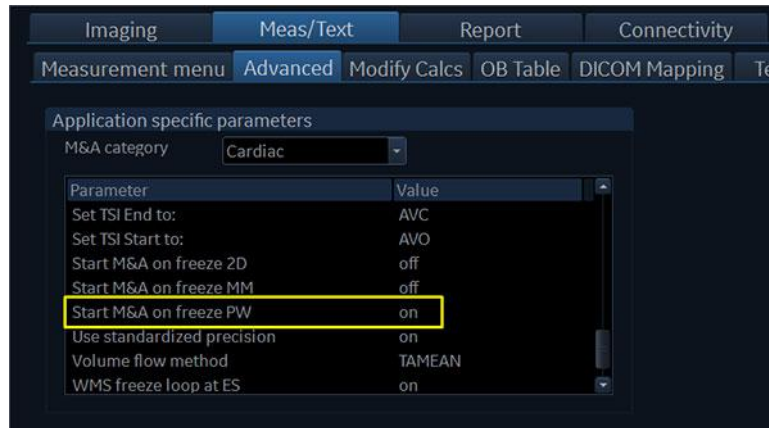 Imaging Meas/Text Report Connectivity
Measurement menu Advanced Modify Calcs OB Table DICOM Mapping
Application specific parameters
M&A category Cardiac
Parameter Value
Set TSI End to: AVC
Set TSI Start to: AVO
Start M&A on freeze 2D off
Start M&A on freeze MM off
Start M&A on freeze PW on
Use standardized precision on
Volume flow method TAMEAN
WMS freeze loop at ES on